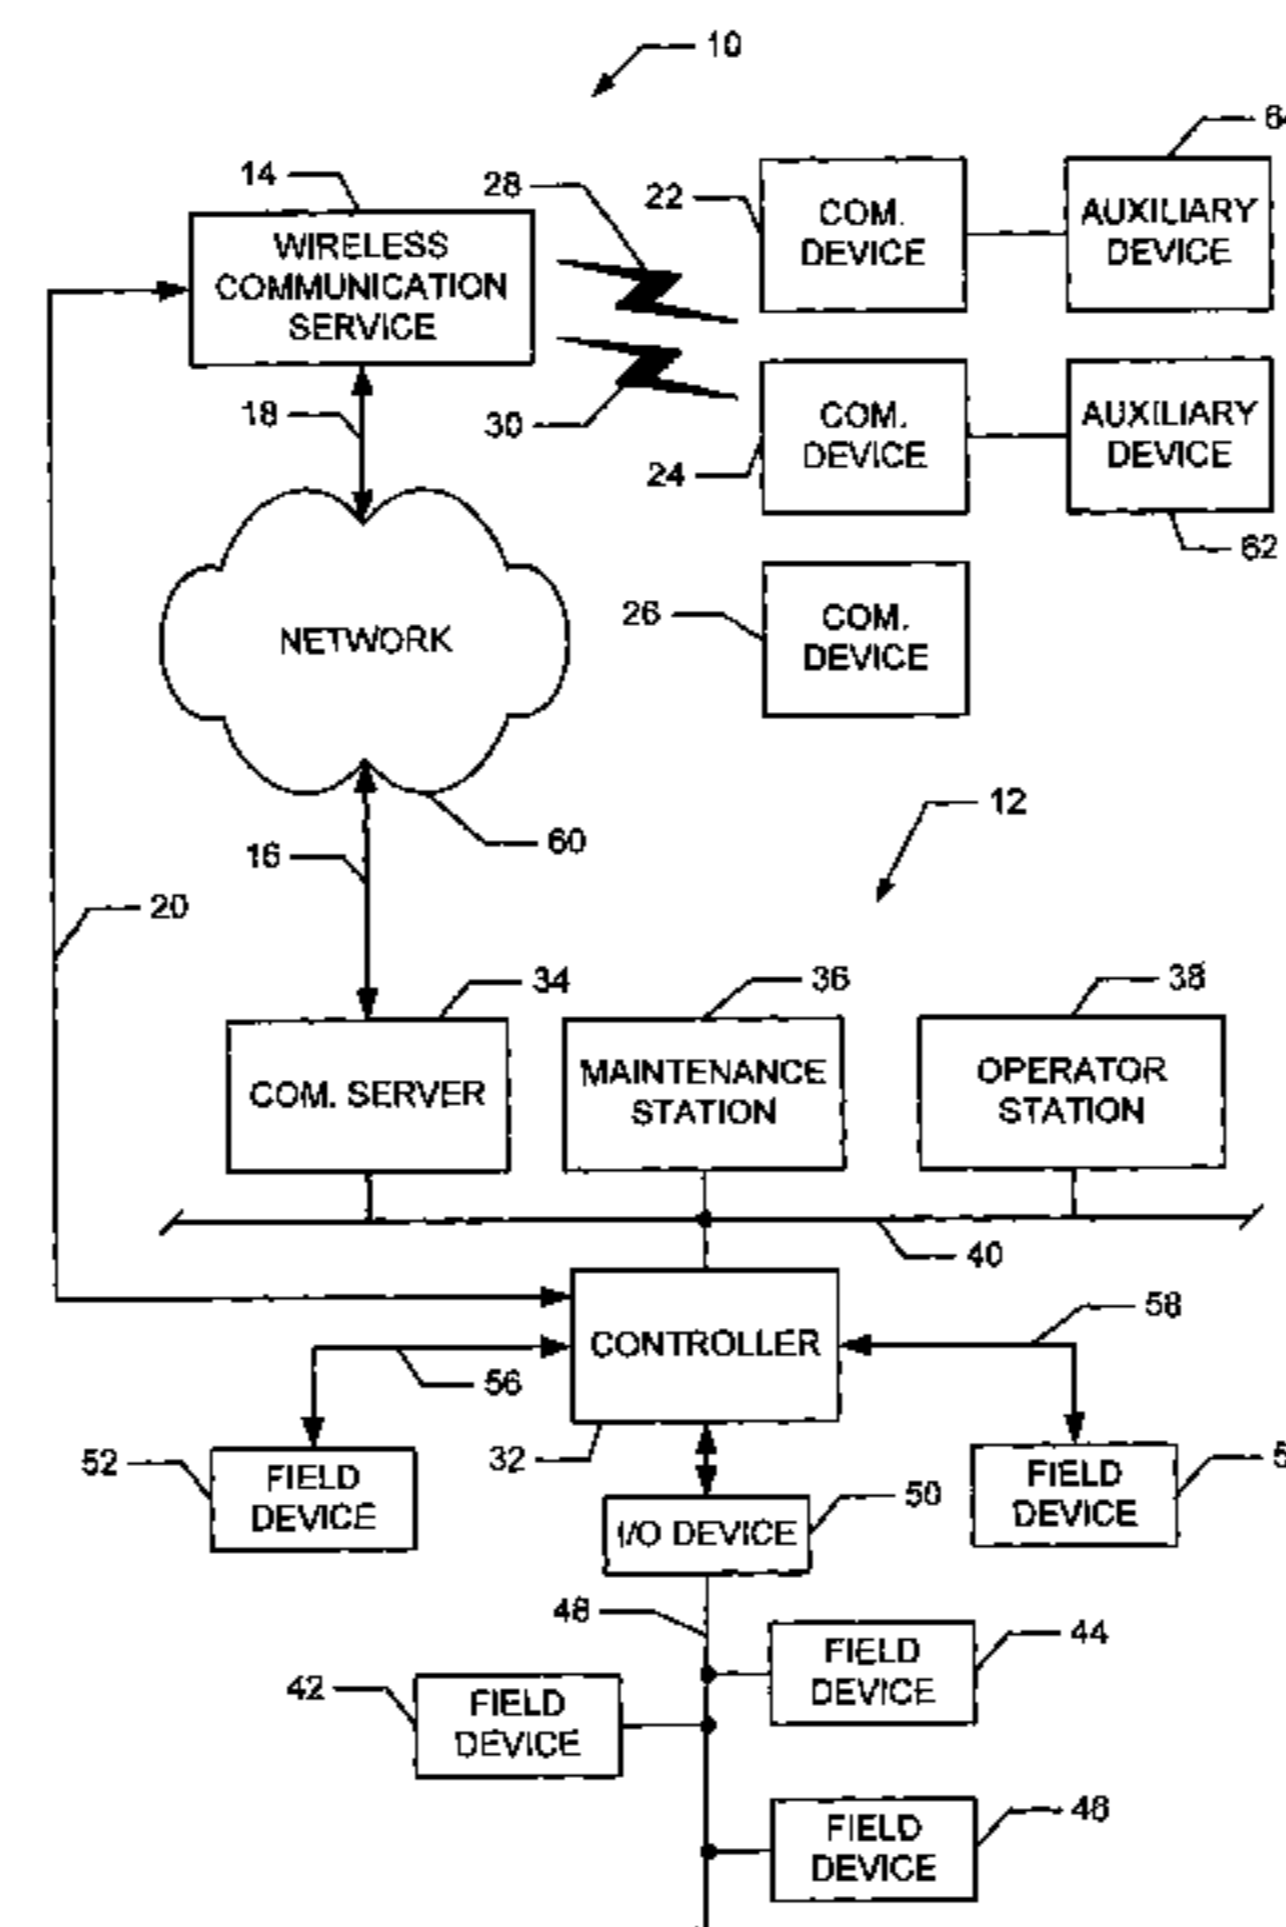 10
64
14
28
22
WIRELESS
COMMUNICATION
SERVICE
COM.
DEVICE
AUXILIARY
DEVICE
18
30
24
COM.
DEVICE
AUXILIARY
DEVICE
62
26
COM.
DEVICE
NETWORK
12
16
60
20
34
36
38
COM. SERVER
MAINTENANCE
STATION
OPERATOR
STATION
40
58
CONTROLLER
56
52
32
FIELD
DEVICE
50
FIELD
DEVICE
I/O DEVICE
48
44
FIELD
DEVICE
42
FIELD
DEVICE
46
FIELD
DEVICE